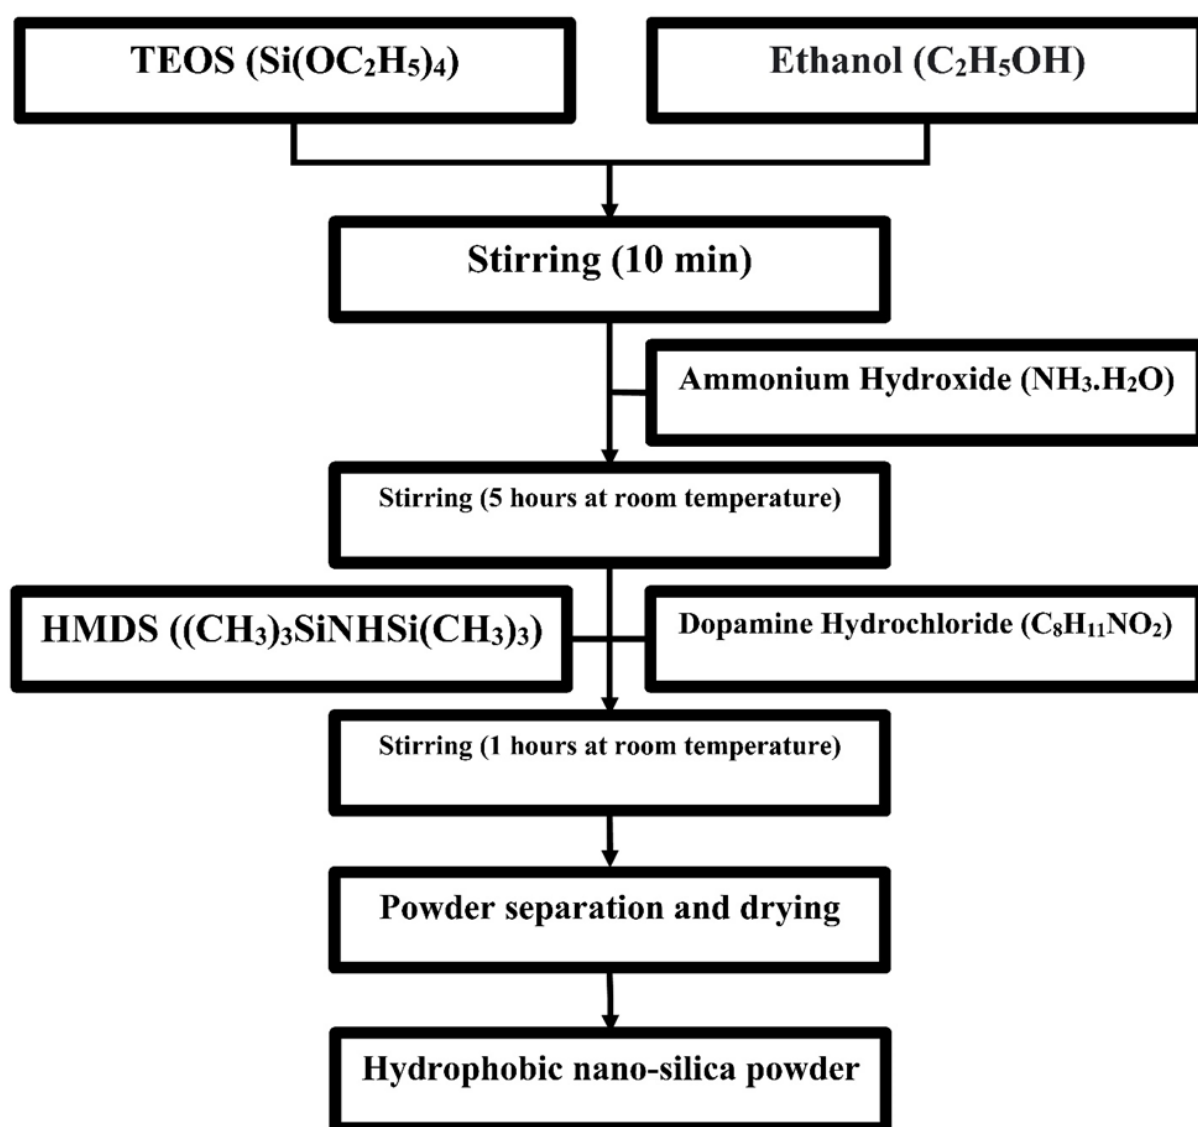 TEOS (Si(OC₂H₅)₄)
Ethanol (C₂H₅OH)
Stirring (10 min)
Ammonium Hydroxide (NH₃.H₂O)
Stirring (5 hours at room temperature)
HMDS ((CH₃)₃SiNHSi(CH₃)₃)
Dopamine Hydrochloride (C₈H₁₁NO₂)
Stirring (1 hours at room temperature)
Powder separation and drying
Hydrophobic nano-silica powder